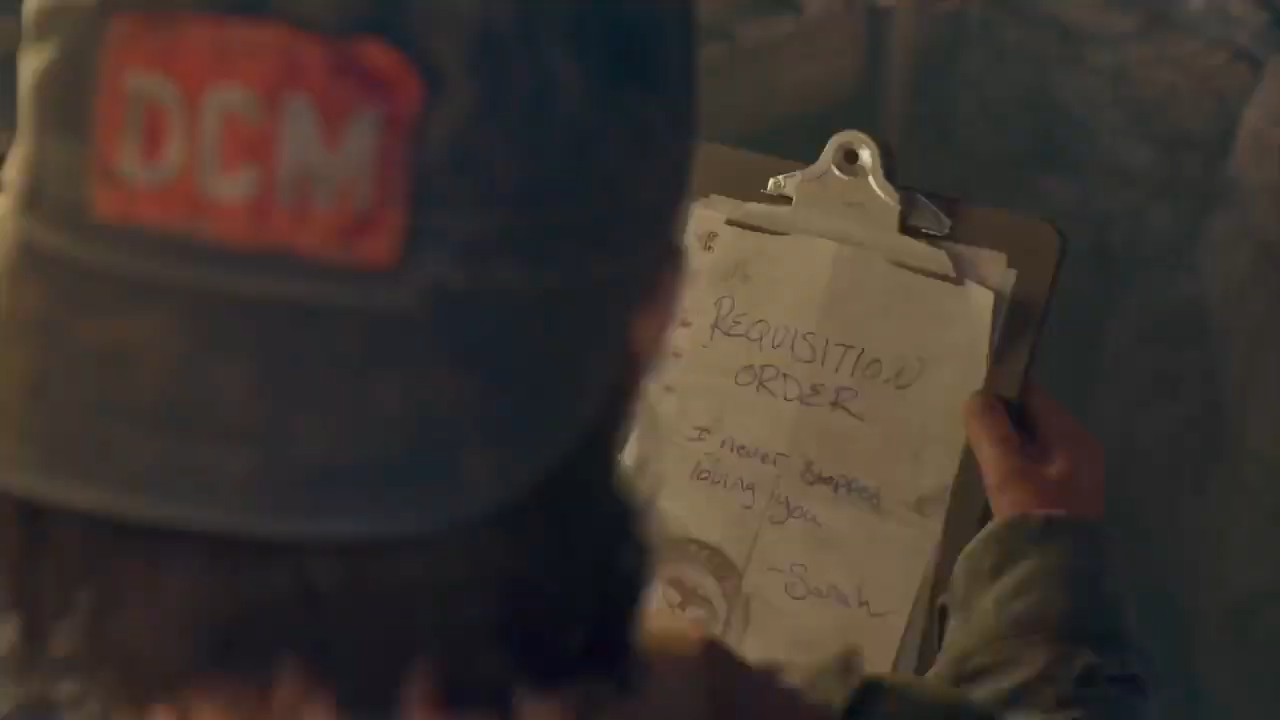 DCM
REQUISITION
ORDER
I never stopped
loving you
-Sarah